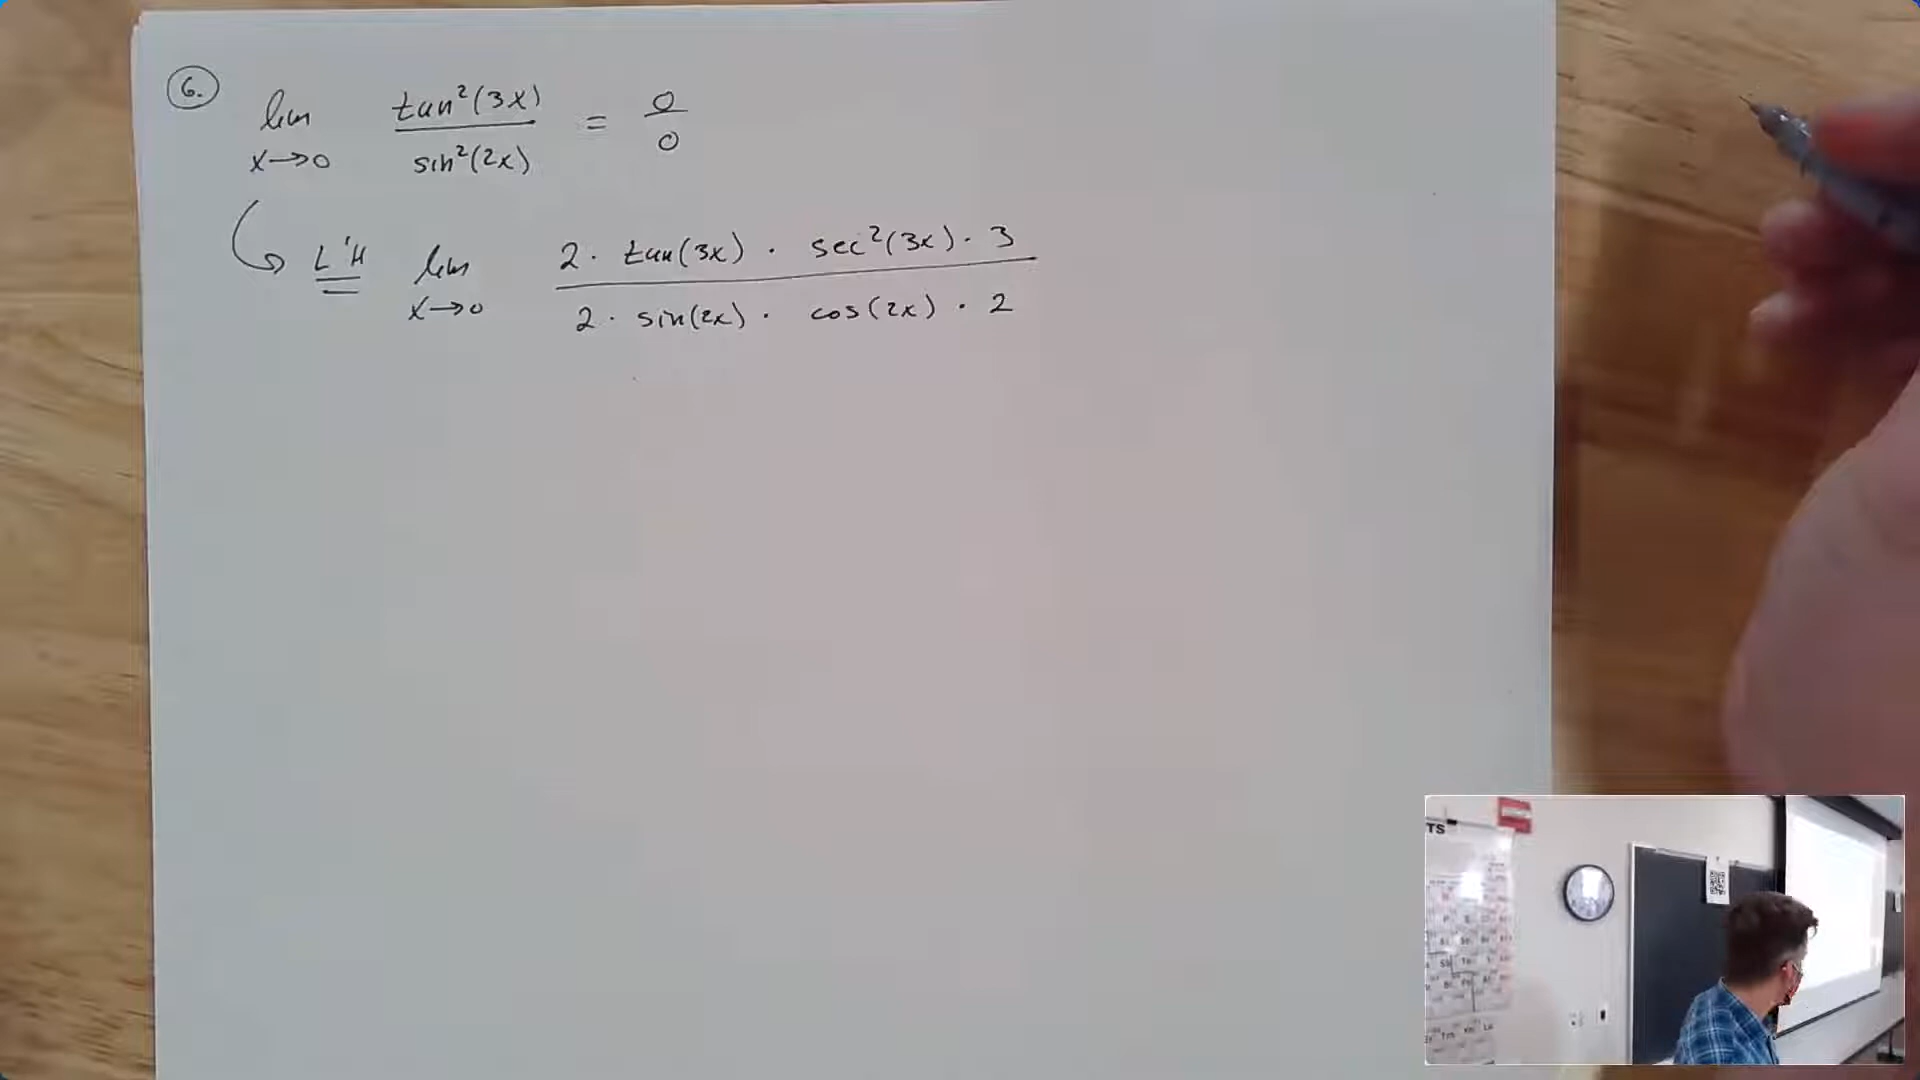 6. lim x→0 tan²(3x) / sin²(2x) = 0/0
L'H lim x→0 2 · tan(3x) · sec²(3x) · 3 / 2 · sin(2x) · cos(2x) · 2
TS